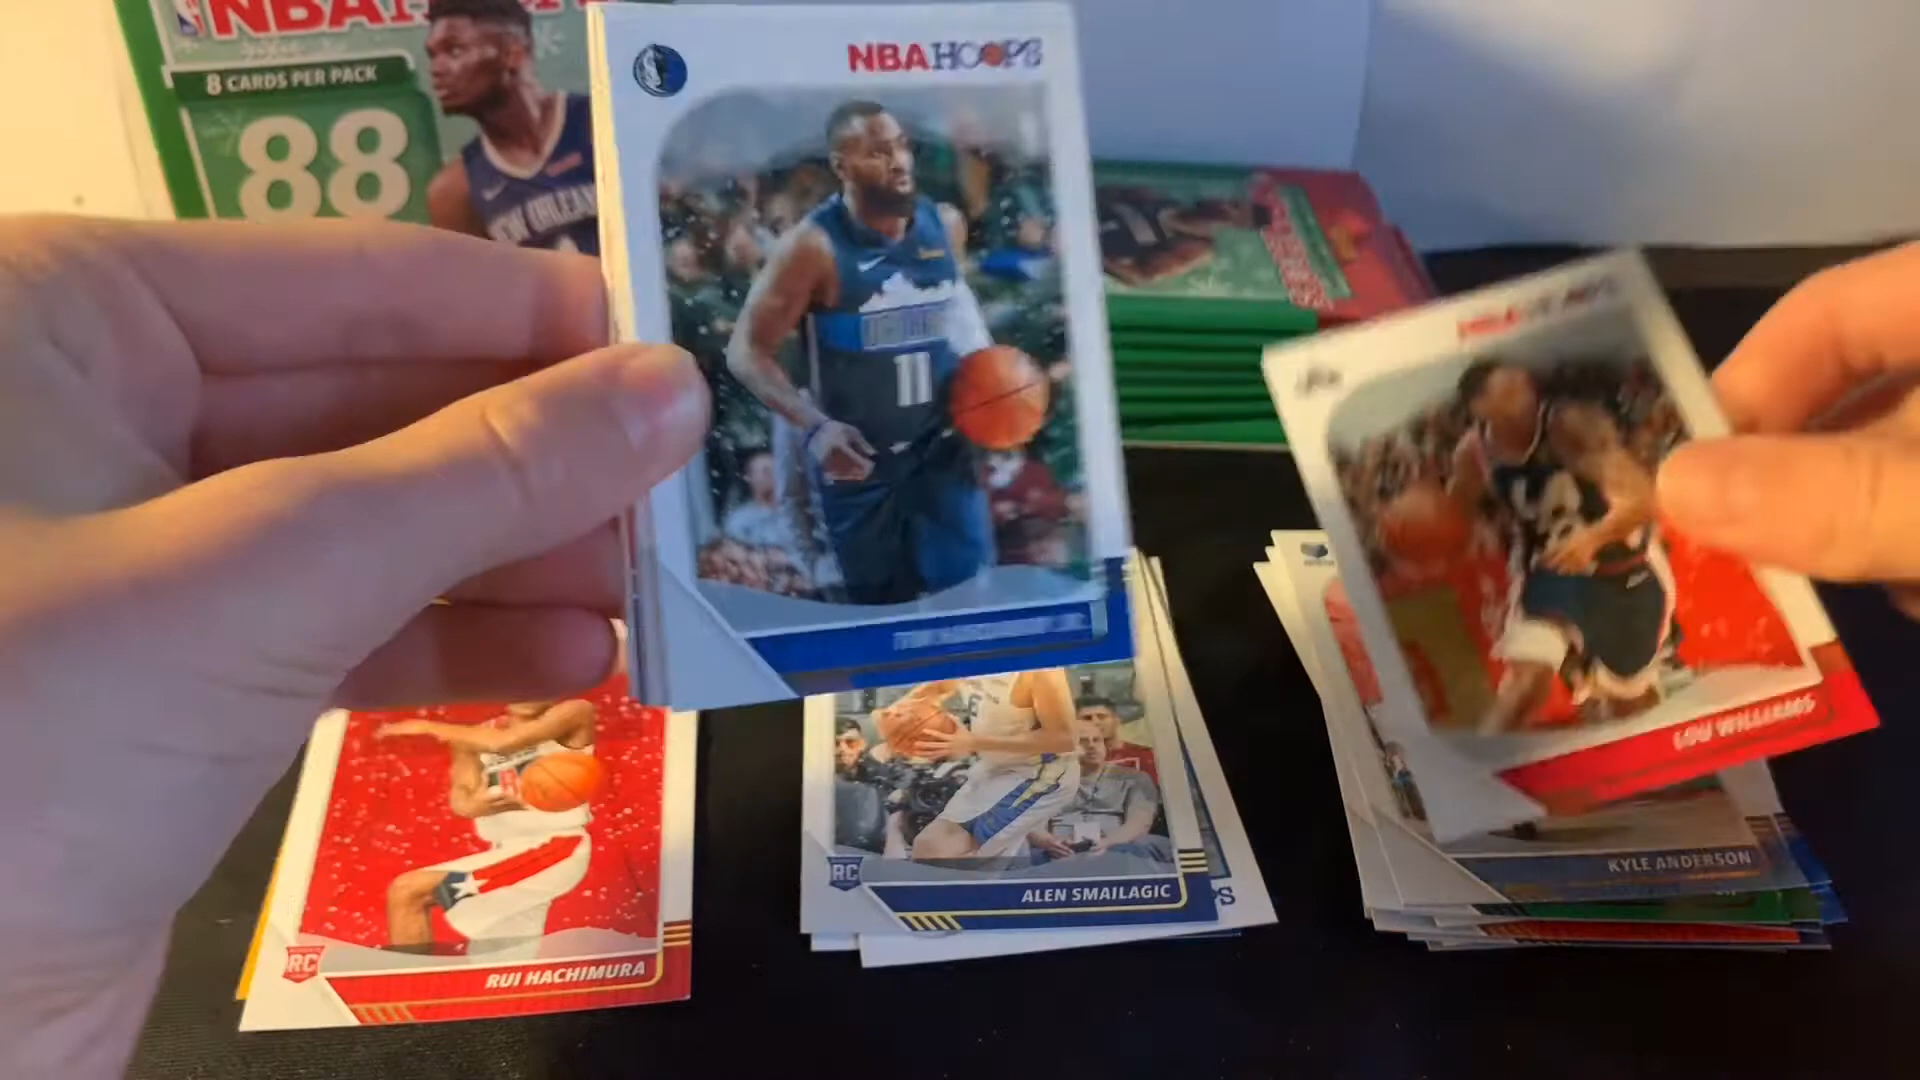 NBA
8 CARDS PER PACK
88
NEW ORLEANS
NBA HOOPS
11
LOU WILLIAMS
KYLE ANDERSON
RC
ALEN SMAILAGIC
RC
RUI HACHIMURA